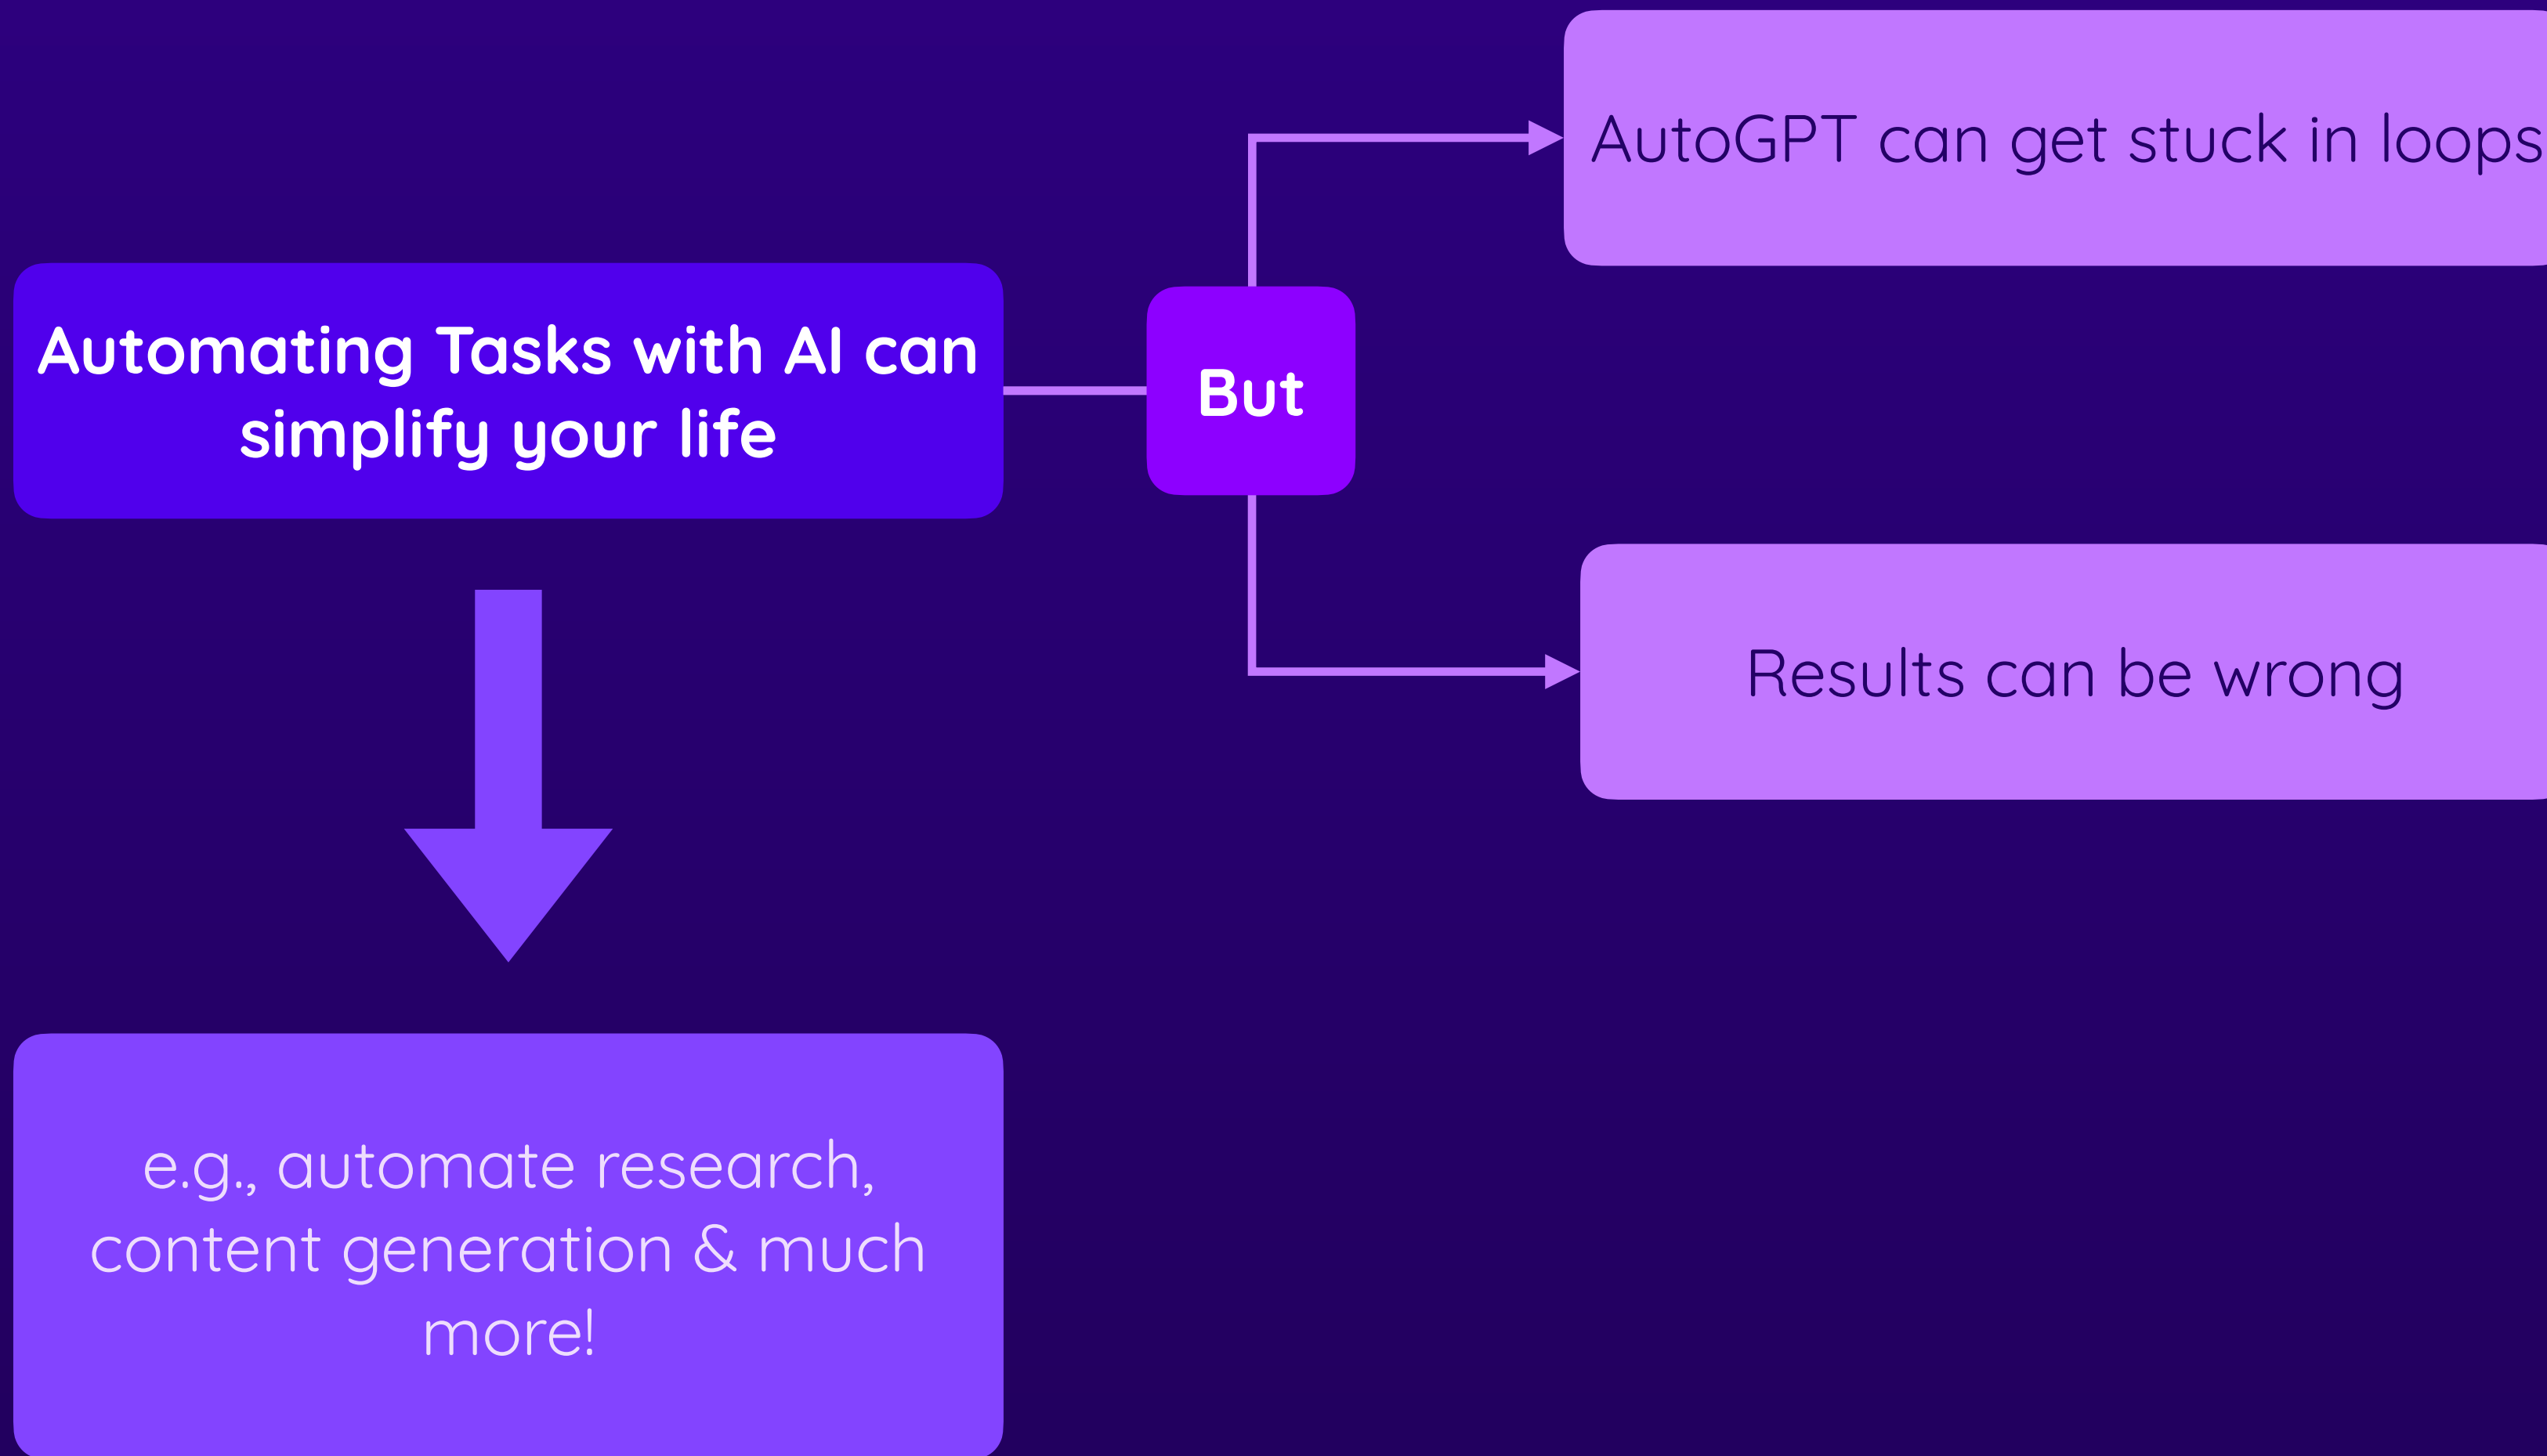 AutoGPT can get stuck in loops
Automating Tasks with AI can
simplify your life
But
Results can be wrong
e.g., automate research,
content generation & much
more!